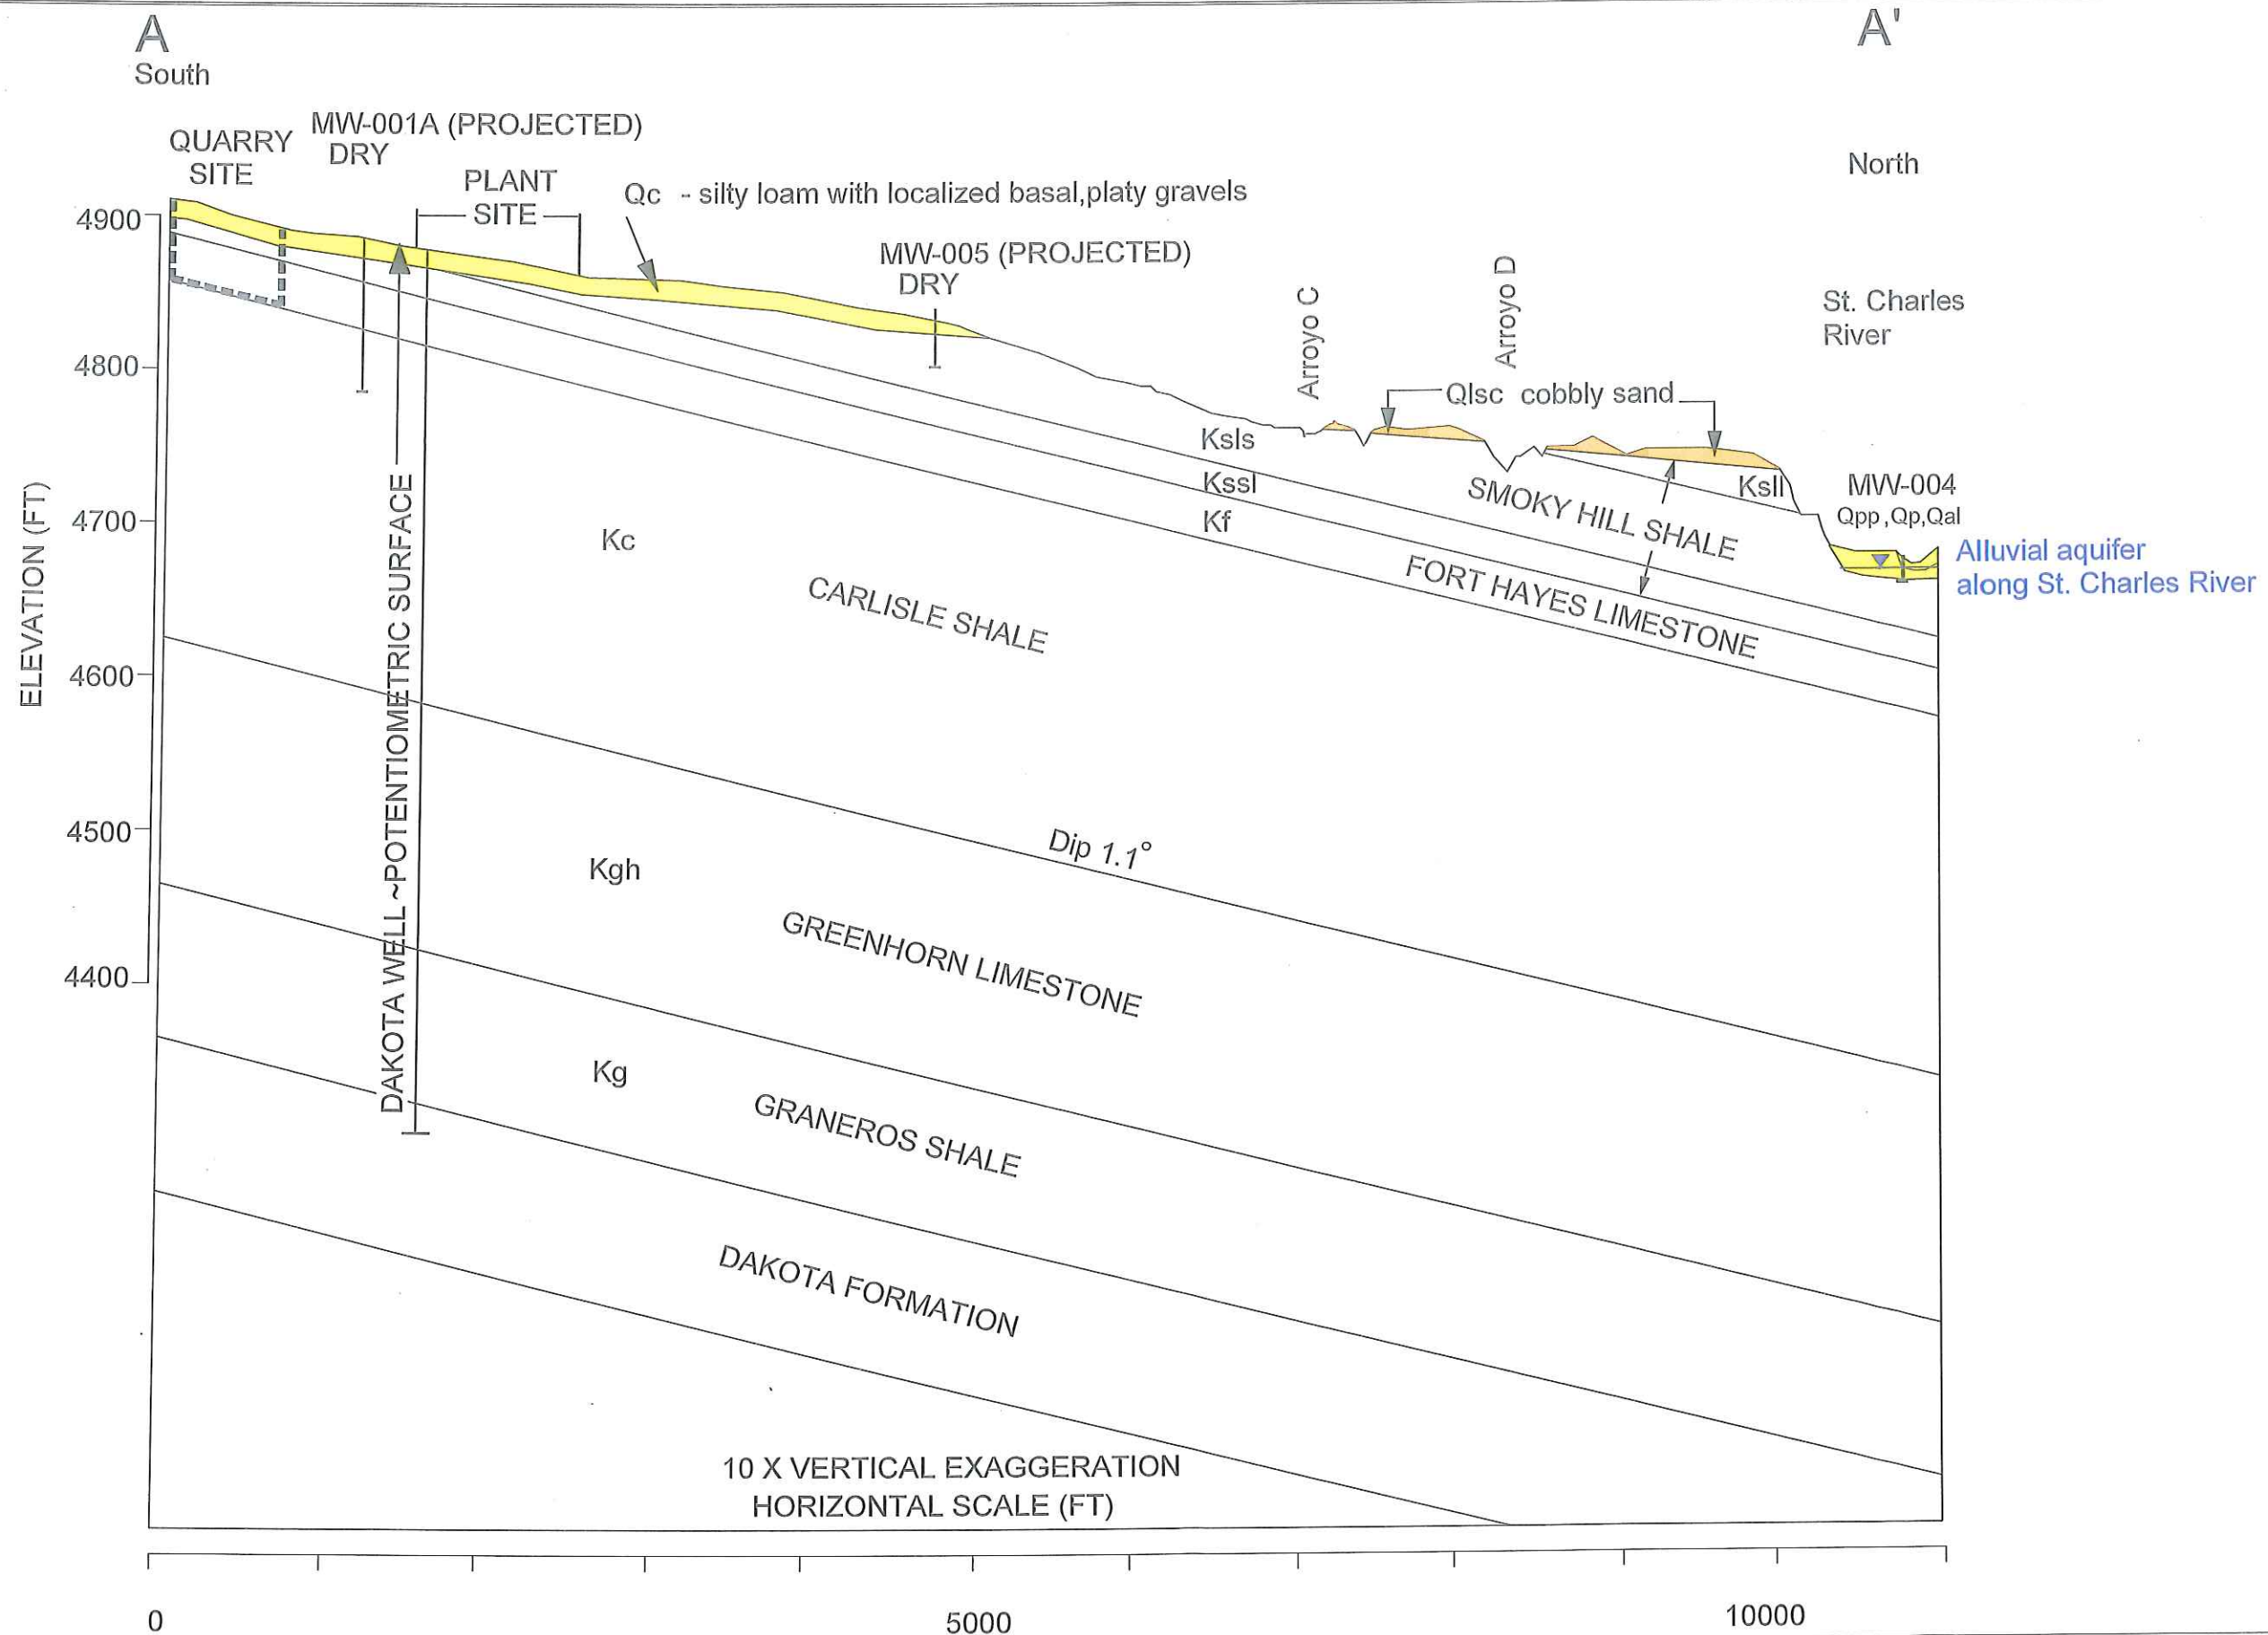 A
A'
South
QUARRY
SITE
MW-001A (PROJECTED)
DRY
PLANT
SITE
Qc - silty loam with localized basal,platy gravels
MW-005 (PROJECTED)
DRY
Arroyo C
Arroyo D
North
St. Charles
River
Qlsc cobbly sand
4900
4800
4700
4600
4500
4400
ELEVATION (FT)
Ksls
Kssl
Kf
Ksll
SMOKY HILL SHALE
FORT HAYES LIMESTONE
MW-004
Qpp,Qp,Qal
Alluvial aquifer
along St. Charles River
DAKOTA WELL ~POTENTIOMETRIC SURFACE
Kc
CARLISLE SHALE
Dip 1.1°
Kgh
GREENHORN LIMESTONE
Kg
GRANEROS SHALE
DAKOTA FORMATION
10 X VERTICAL EXAGGERATION
HORIZONTAL SCALE (FT)
0
5000
10000